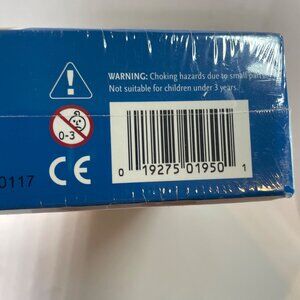 WARNING: Choking hazards due to small parts.
Not suitable for children under 3 years.
0-3
0117
CE
0 19275 01950 1